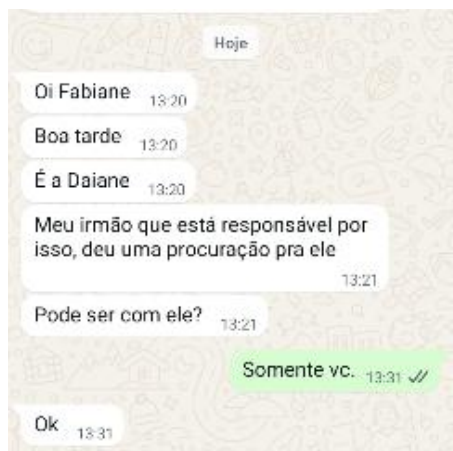 Hoje
Oi Fabiane 13:20
Boa tarde 13:20
É a Daiane 13:20
Meu irmão que está responsável por
isso, deu uma procuração pra ele
13:21
Pode ser com ele? 13:21
Somente vc. 13:31
Ok 13:31